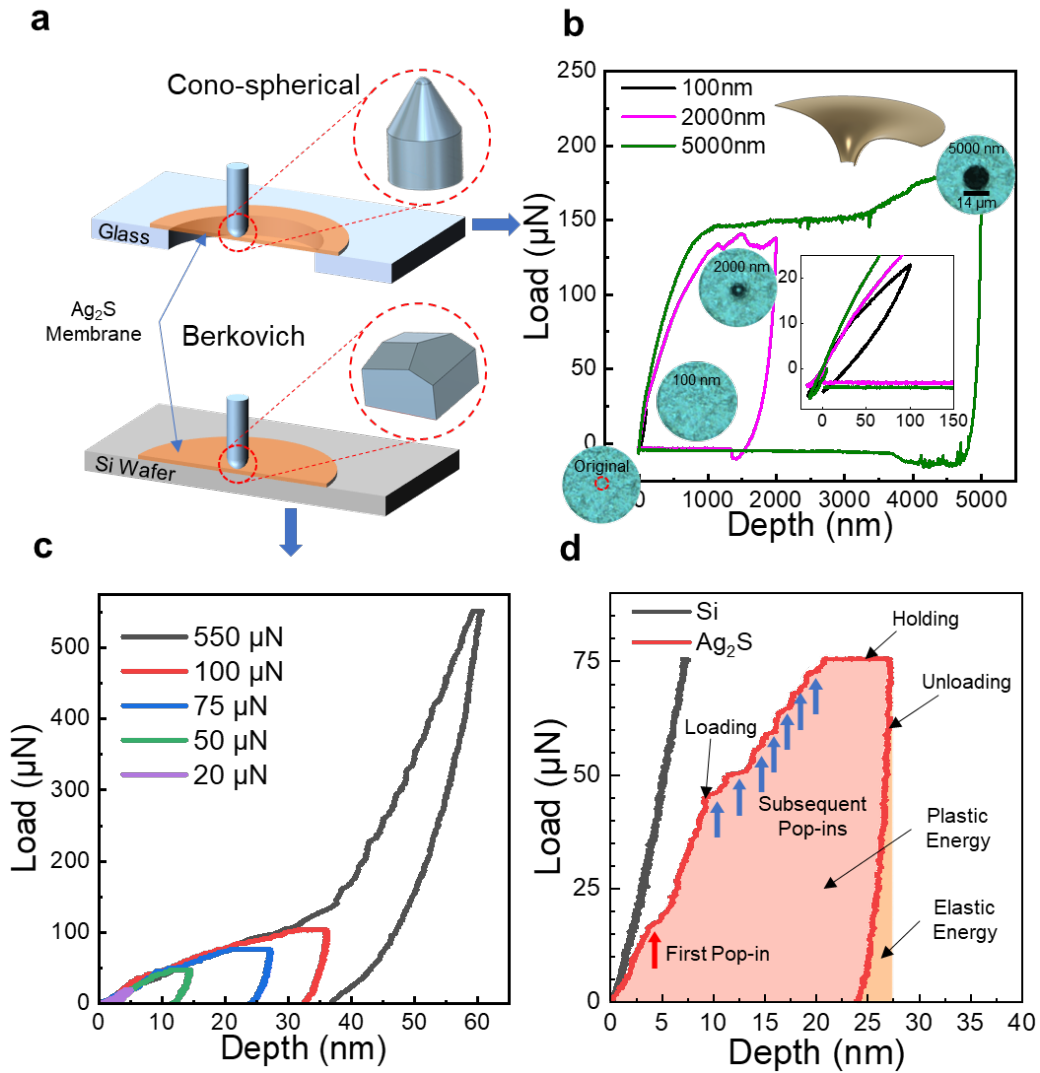 a
Cono-spherical
Glass
Ag₂S
Membrane
Berkovich
Si Wafer
b
250
200
150
100
50
0
Load (µN)
100nm
2000nm
5000nm
5000 nm
14 µm
2000 nm
100 nm
Original
20
10
0
0 50 100 150
0 1000 2000 3000 4000 5000
Depth (nm)
c
500
400
300
200
100
0
Load (µN)
550 µN
100 µN
75 µN
50 µN
20 µN
0 10 20 30 40 50 60
Depth (nm)
d
75
50
25
0
Load (µN)
Si
Ag₂S
Holding
Unloading
Loading
Subsequent
Pop-ins
Plastic
Energy
Elastic
Energy
First Pop-in
0 5 10 15 20 25 30 35 40
Depth (nm)